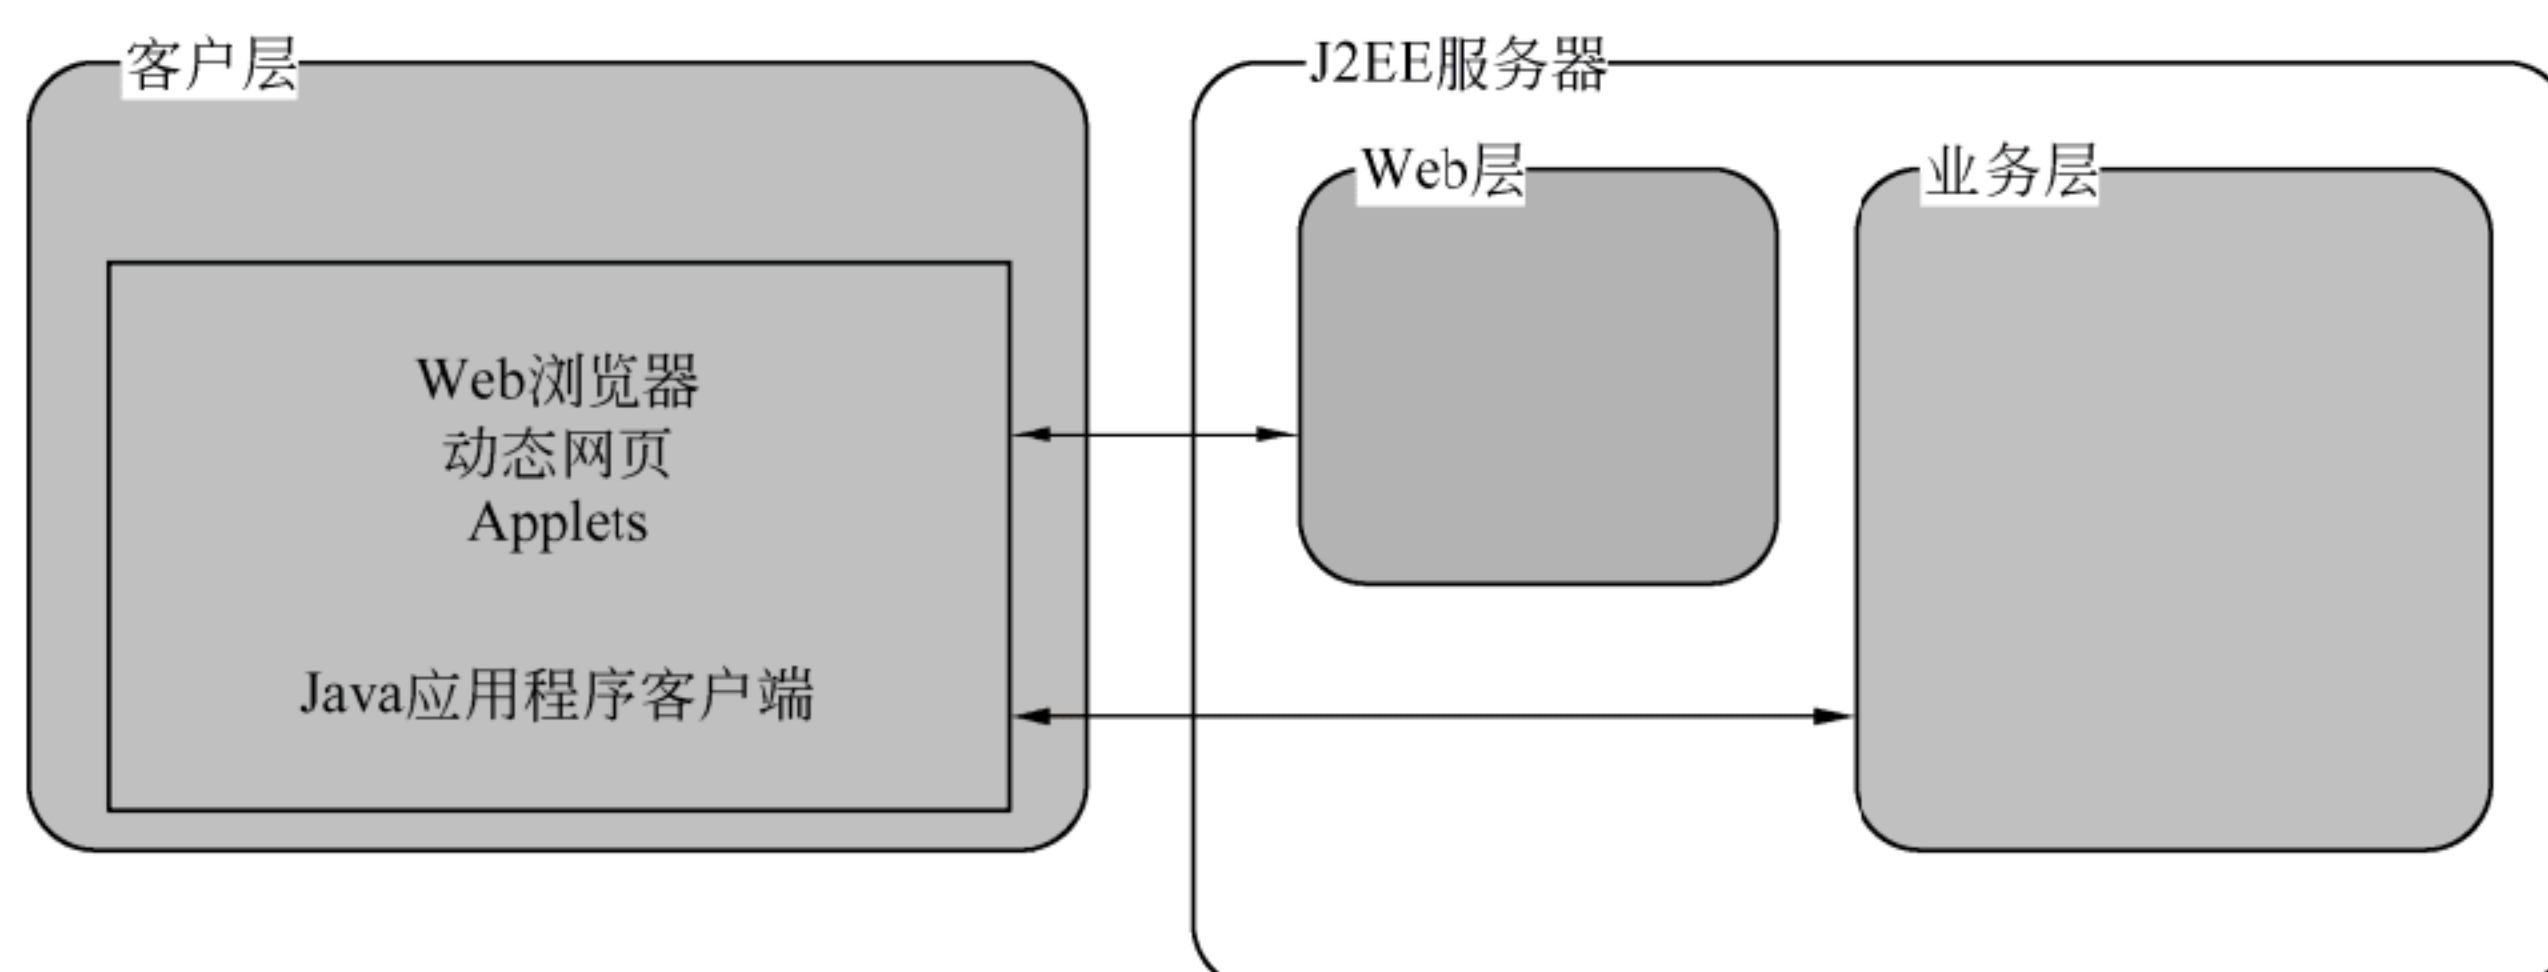 客户层
J2EE服务器
Web层
业务层
Web浏览器
动态网页
Applets
Java应用程序客户端